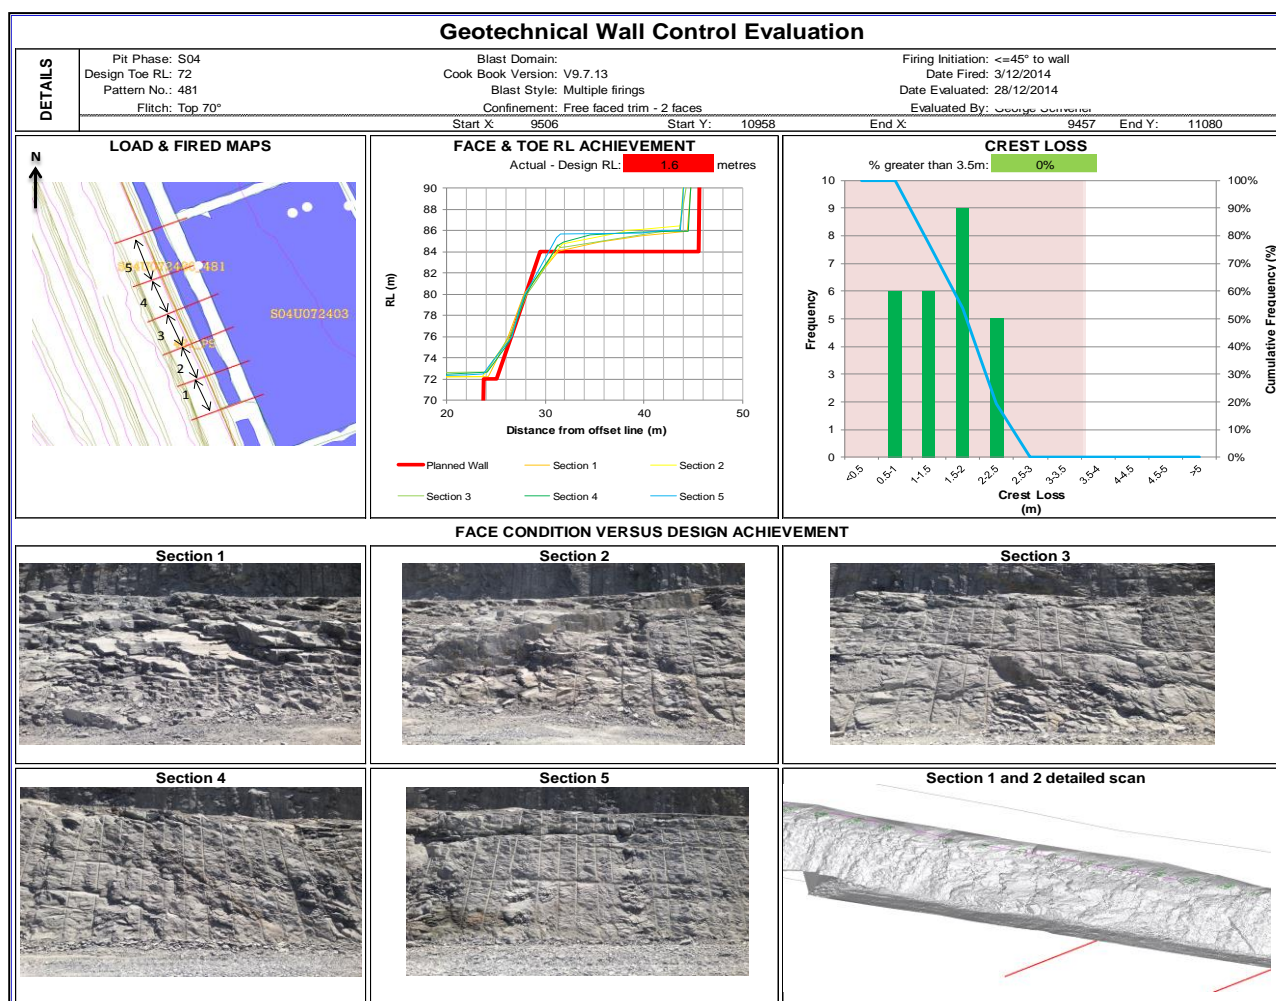 Geotechnical Wall Control Evaluation
DETAILS
Pit Phase: S04
Design Toe RL: 72
Pattern No.: 481
Flitch: Top 70°
Blast Domain:
Cook Book Version: V9.7.13
Blast Style: Multiple firings
Confinement: Free faced trim - 2 faces
Firing Initiation: <=45° to wall
Date Fired: 3/12/2014
Date Evaluated: 28/12/2014
Evaluated By: George
Start X: 9506 Start Y: 10958 End X: 9457 End Y: 11080
LOAD & FIRED MAPS
N
5
4
3
2
1
481
S04U072403
FACE & TOE RL ACHIEVEMENT
Actual - Design RL: 1.6 metres
RL (m)
90
88
86
84
82
80
78
76
74
72
70
20 30 40 50
Distance from offset line (m)
Planned Wall Section 1 Section 2
Section 3 Section 4 Section 5
CREST LOSS
% greater than 3.5m: 0%
Frequency
10
9
8
7
6
5
4
3
2
1
0
100%
90%
80%
70%
60%
50%
40%
30%
20%
10%
0%
Cumulative Frequency (%)
<0.5 0.5-1 1-1.5 1.5-2 2-2.5 2.5-3 3-3.5 3.5-4 4-4.5 4.5-5 >5
Crest Loss
(m)
FACE CONDITION VERSUS DESIGN ACHIEVEMENT
Section 1
Section 2
Section 3
Section 4
Section 5
Section 1 and 2 detailed scan